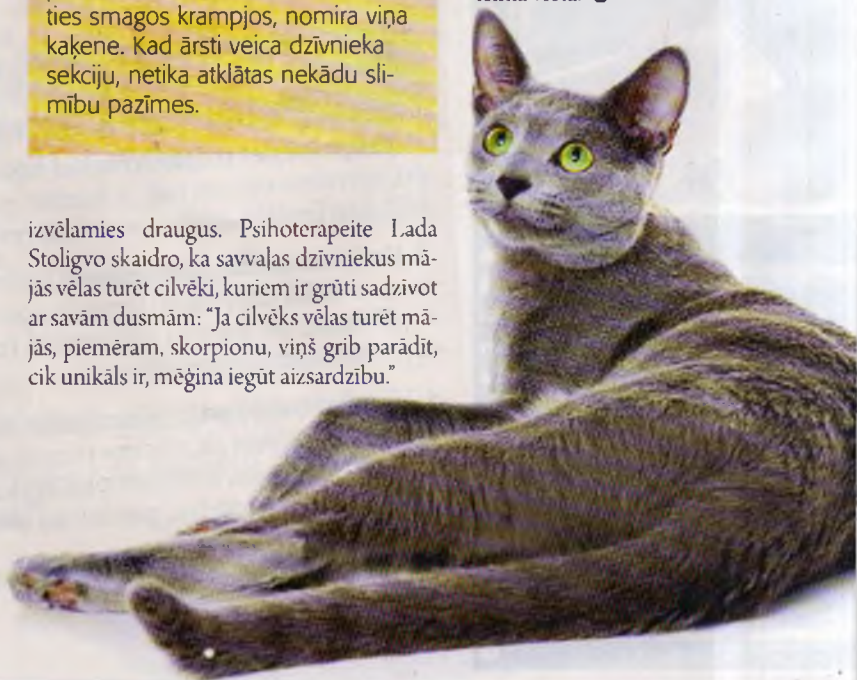 ties smagos krampjos, nomira viņa
kaķene. Kad ārsti veica dzīvnieka
sekciju, netika atklātas nekādu sli-
mību pazīmes.
izvēlamies draugus. Psihoterapeite Lada
Stoligvo skaidro, ka savvaļas dzīvniekus mā-
jās vēlas turēt cilvēki, kuriem ir grūti sadzīvot
ar savām dusmām: “Ja cilvēks vēlas turēt mā-
jās, piemēram, skorpionu, viņš grib parādīt,
cik unikāls ir, mēģina iegūt aizsardzību.”